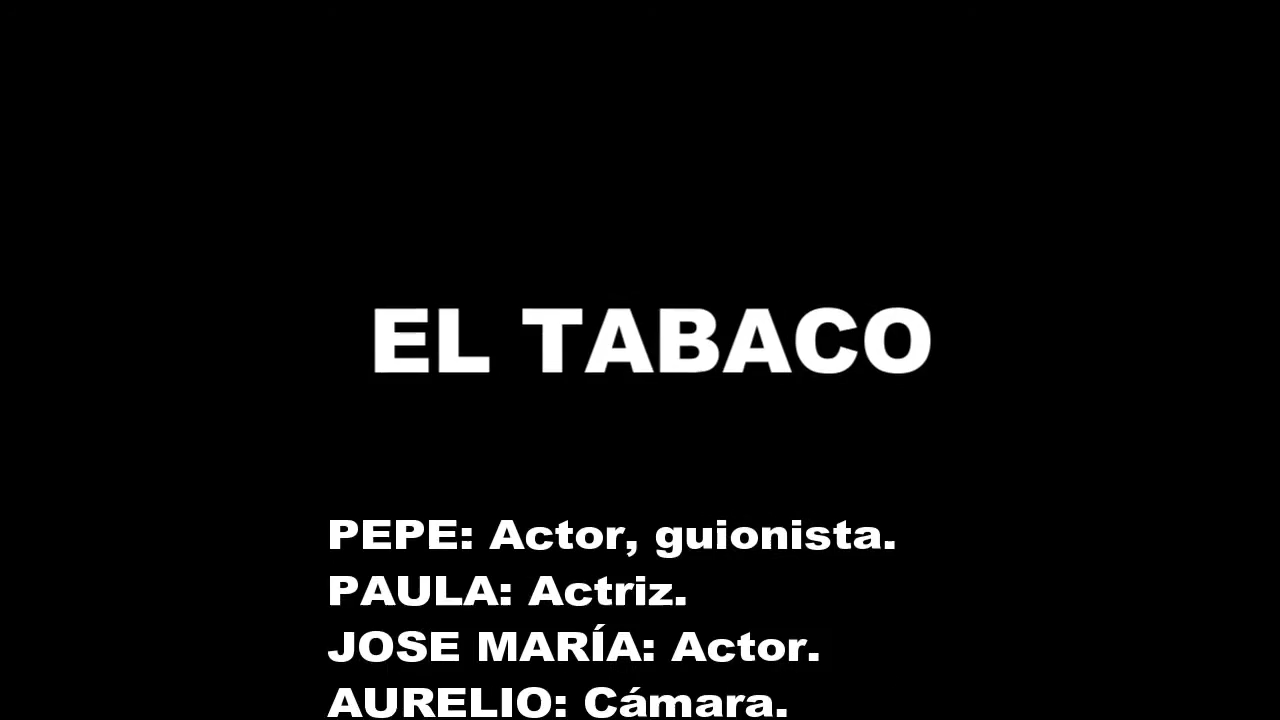 EL TABACO
PEPE: Actor, guionista.
PAULA: Actriz.
JOSE MARÍA: Actor.
AURELIO: Cámara.